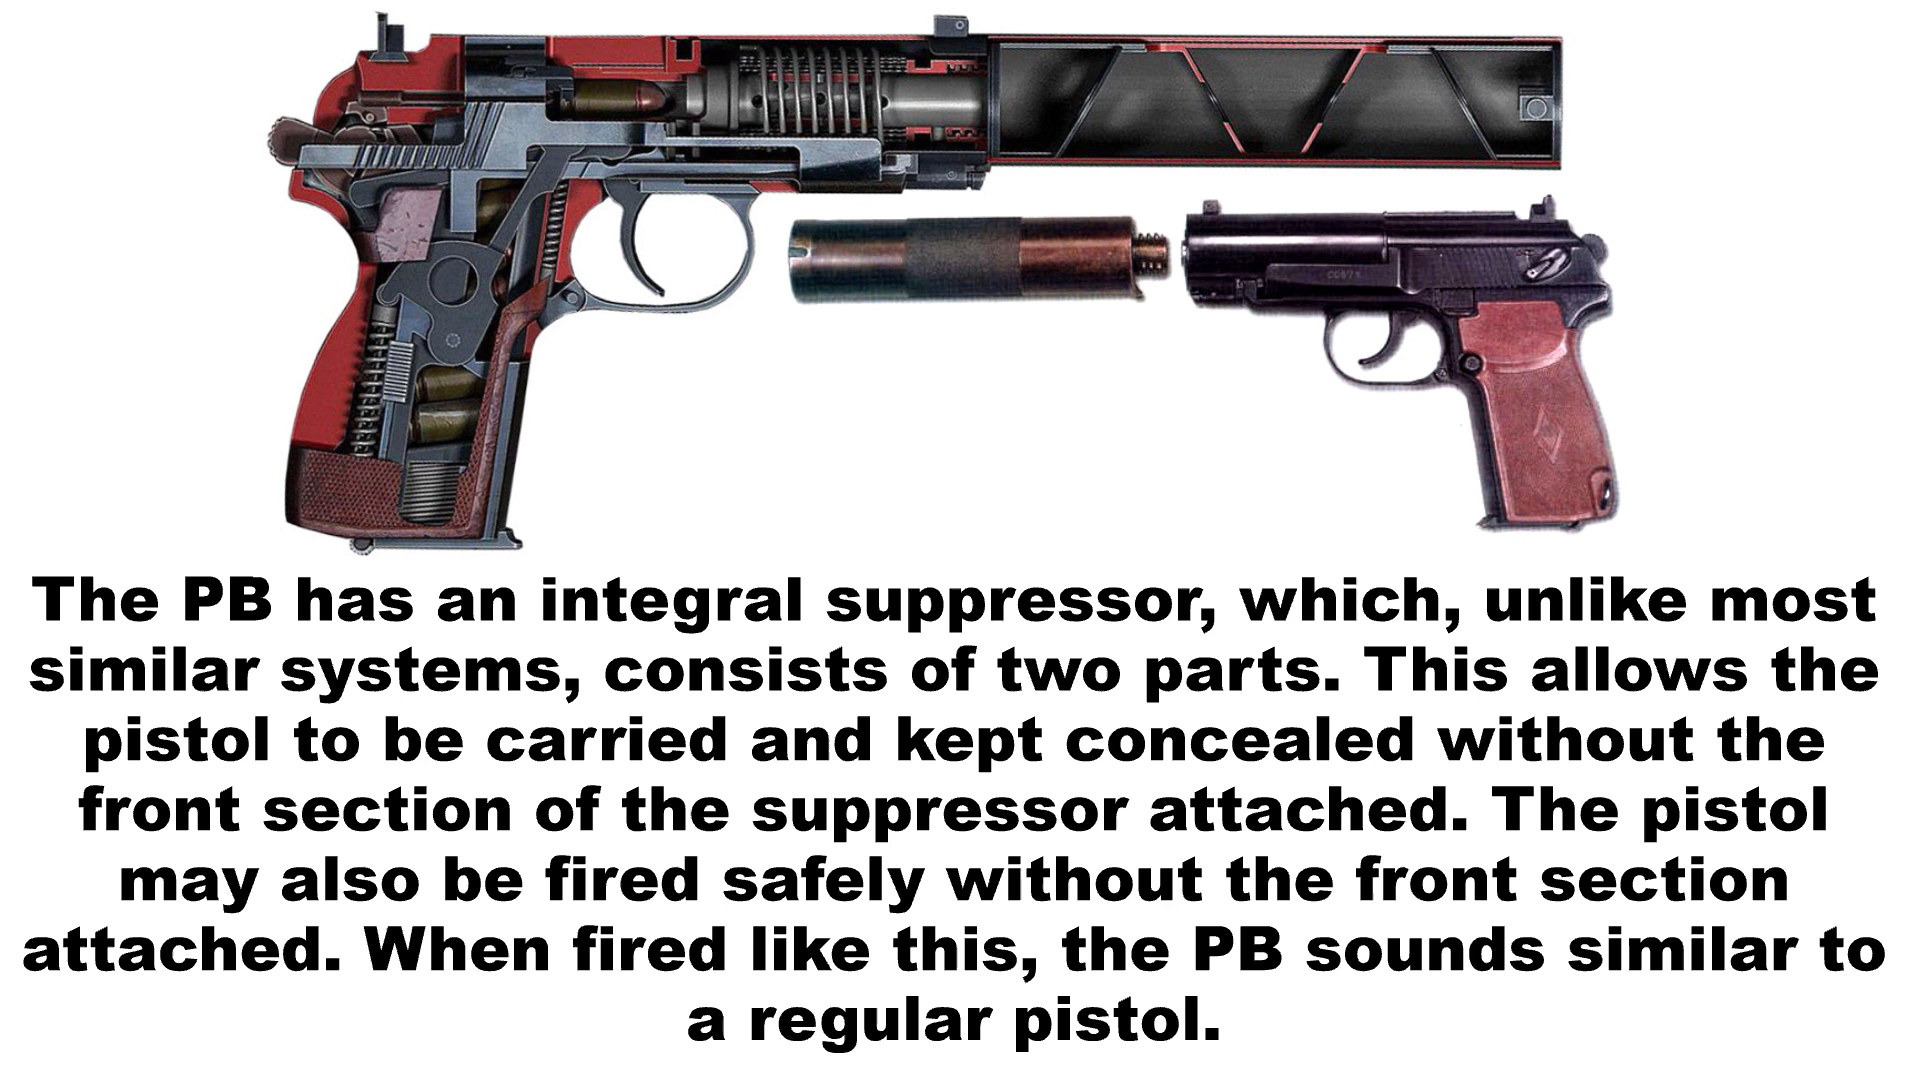 The PB has an integral suppressor, which, unlike most
similar systems, consists of two parts. This allows the
pistol to be carried and kept concealed without the
front section of the suppressor attached. The pistol
may also be fired safely without the front section
attached. When fired like this, the PB sounds similar to
a regular pistol.